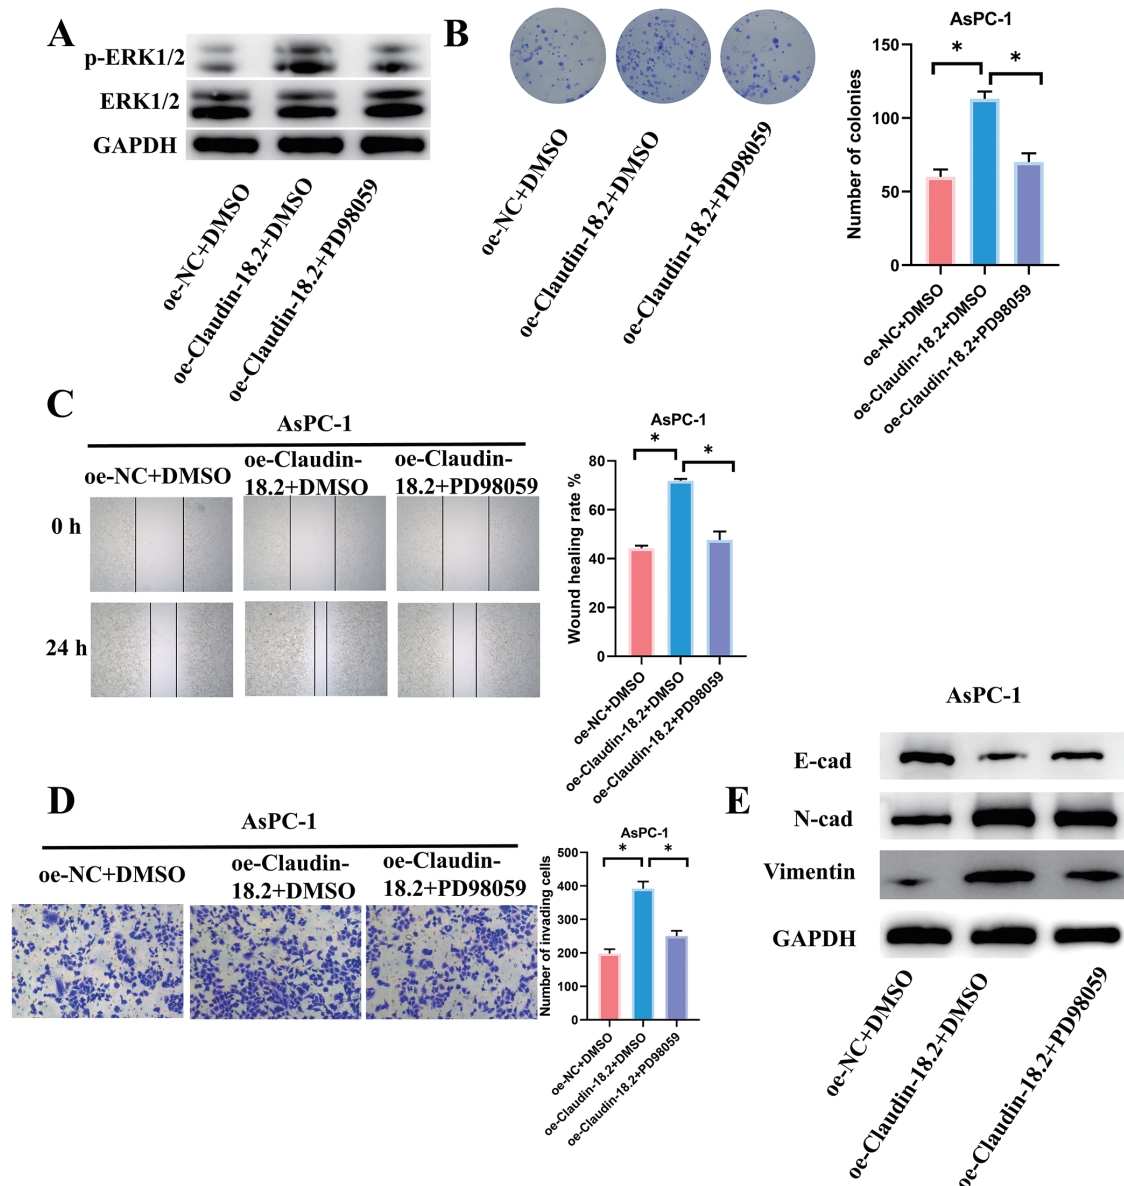 A
p-ERK1/2
ERK1/2
GAPDH
oe-NC+DMSO
oe-Claudin-18.2+DMSO
oe-Claudin-18.2+PD98059
B
oe-NC+DMSO
oe-Claudin-18.2+DMSO
oe-Claudin-18.2+PD98059
AsPC-1
Number of colonies
150
100
50
0
*
*
oe-NC+DMSO
oe-Claudin-18.2+DMSO
oe-Claudin-18.2+PD98059
C
AsPC-1
oe-NC+DMSO
oe-Claudin-
18.2+DMSO
oe-Claudin-
18.2+PD98059
0 h
24 h
AsPC-1
Wound healing rate %
80
60
40
20
0
*
*
oe-NC+DMSO
oe-Claudin-18.2+DMSO
oe-Claudin-18.2+PD98059
D
AsPC-1
oe-NC+DMSO
oe-Claudin-
18.2+DMSO
oe-Claudin-
18.2+PD98059
AsPC-1
Number of invading cells
500
400
300
200
100
0
*
*
oe-NC+DMSO
oe-Claudin-18.2+DMSO
oe-Claudin-18.2+PD98059
E
AsPC-1
E-cad
N-cad
Vimentin
GAPDH
oe-NC+DMSO
oe-Claudin-18.2+DMSO
oe-Claudin-18.2+PD98059